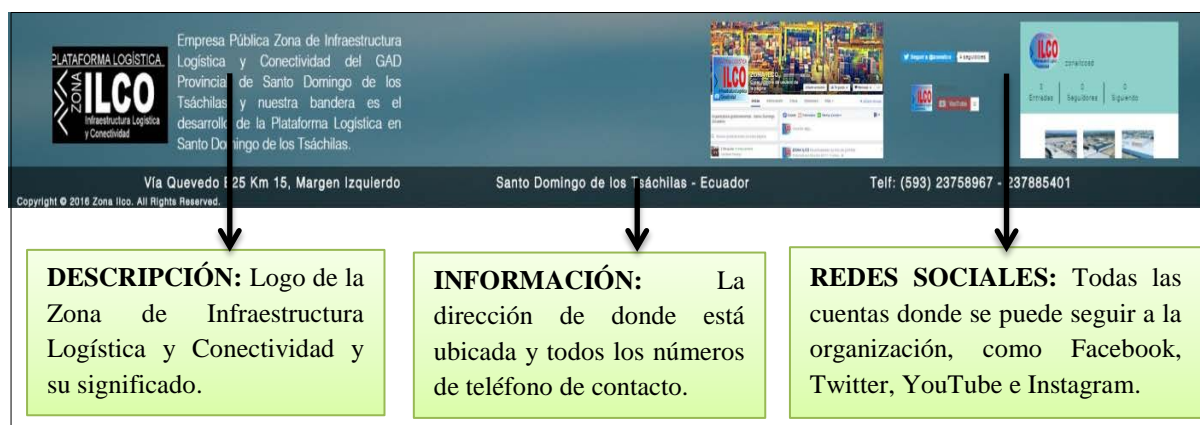 PLATAFORMA LOGÍSTICA
ZONA
ILCO
Infraestructura Logística
y Conectividad
Empresa Pública Zona de Infraestructura
Logística y Conectividad del GAD
Provincial de Santo Domingo de los
Tsáchilas y nuestra bandera es el
desarrollo de la Plataforma Logística en
Santo Domingo de los Tsáchilas.
ILCO
YouTube
ILCO
zonailcosd
Entradas
Seguidores
Siguiendo
Vía Quevedo E25 Km 15, Margen Izquierdo
Santo Domingo de los Tsáchilas - Ecuador
Telf: (593) 23758967 - 237885401
Copyright © 2016 Zona Ilco. All Rights Reserved.
DESCRIPCIÓN: Logo de la
Zona de Infraestructura
Logística y Conectividad y
su significado.
INFORMACIÓN: La
dirección de donde está
ubicada y todos los números
de teléfono de contacto.
REDES SOCIALES: Todas las
cuentas donde se puede seguir a la
organización, como Facebook,
Twitter, YouTube e Instagram.